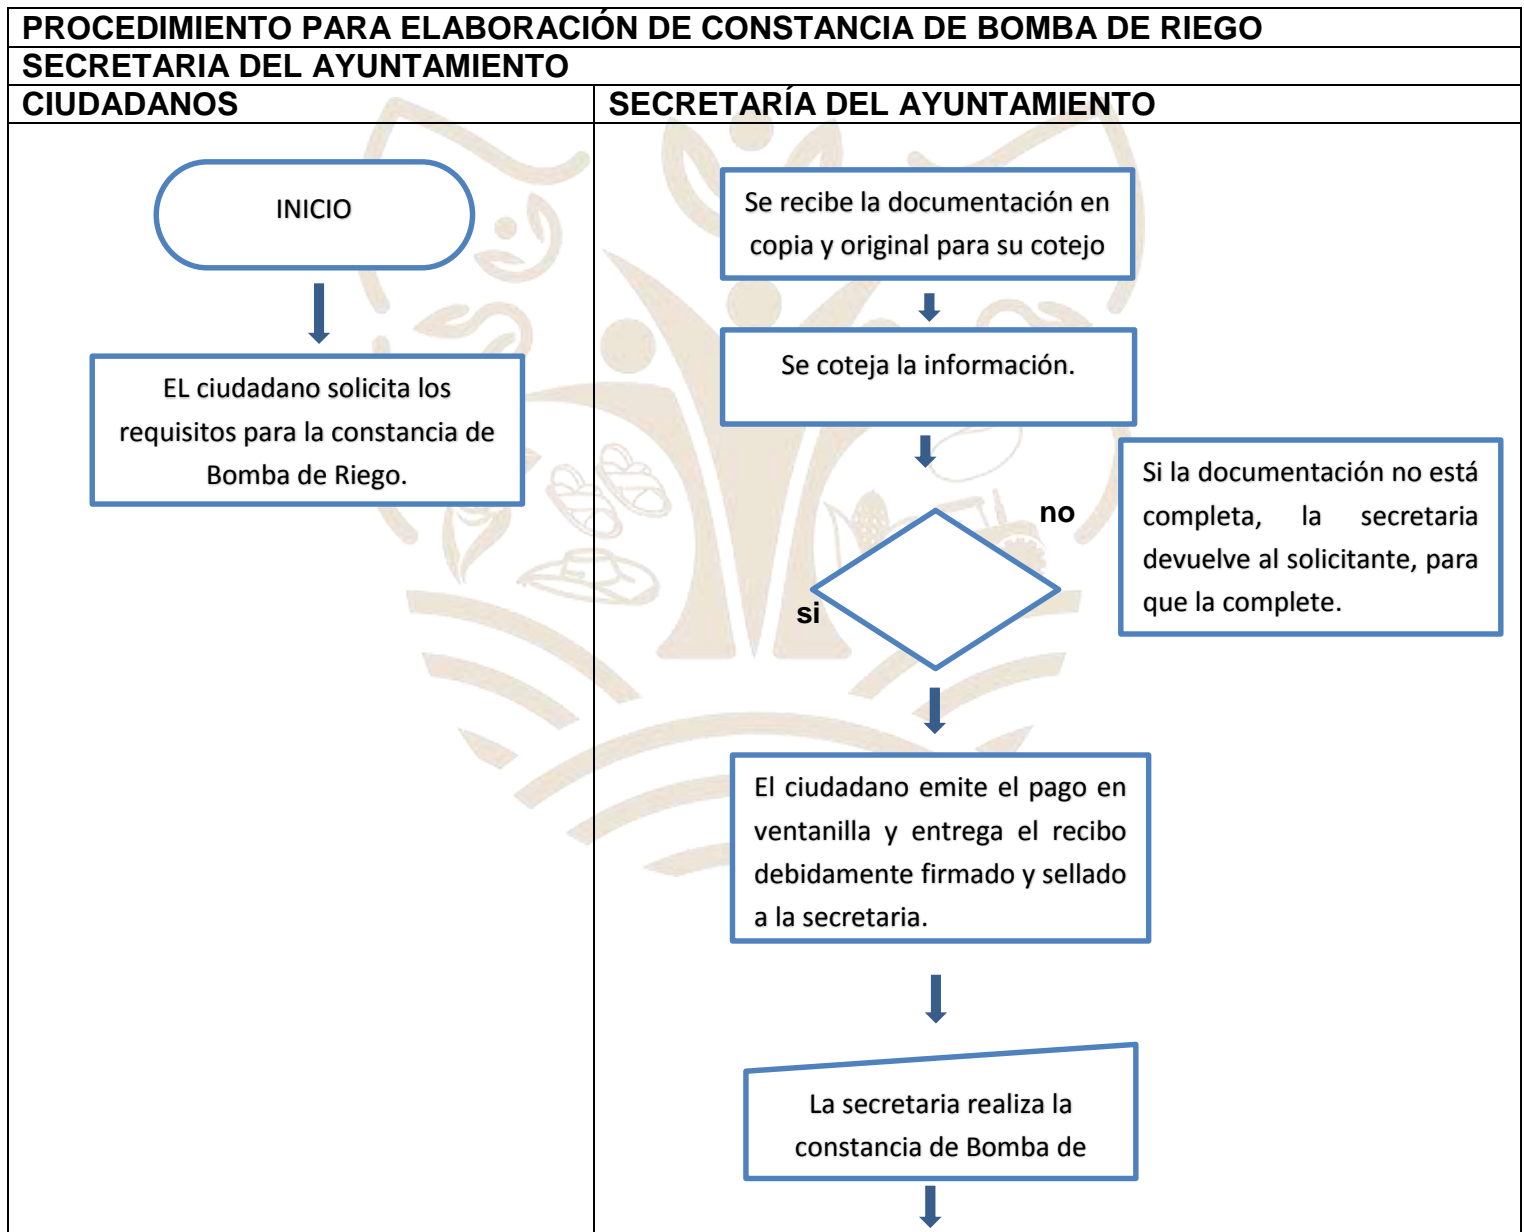 PROCEDIMIENTO PARA ELABORACIÓN DE CONSTANCIA DE BOMBA DE RIEGO
SECRETARIA DEL AYUNTAMIENTO
CIUDADANOS
SECRETARÍA DEL AYUNTAMIENTO
INICIO
EL ciudadano solicita los
requisitos para la constancia de
Bomba de Riego.
Se recibe la documentación en
copia y original para su cotejo
Se coteja la información.
no
si
Si la documentación no está
completa, la secretaria
devuelve al solicitante, para
que la complete.
El ciudadano emite el pago en
ventanilla y entrega el recibo
debidamente firmado y sellado
a la secretaria.
La secretaria realiza la
constancia de Bomba de